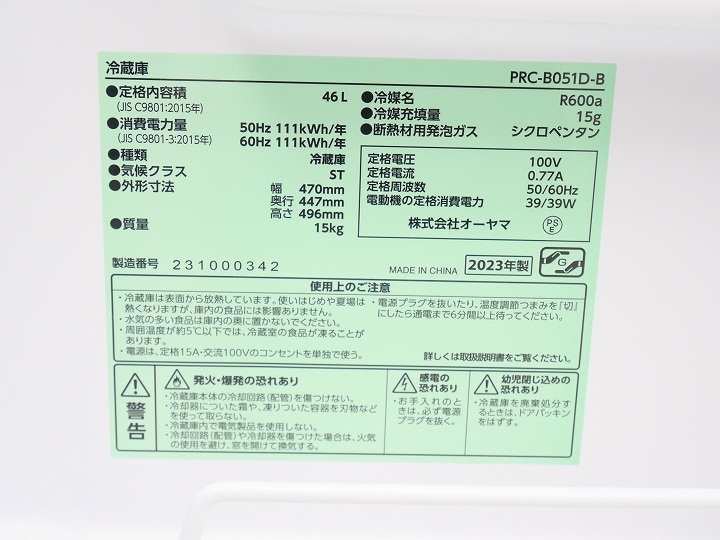 冷蔵庫
PRC-B051D-B
●定格内容積 46L
(JIS C9801:2015年)
●消費電力量 50Hz 111kWh/年
(JIS C9801-3:2015年) 60Hz 111kWh/年
●種類 冷蔵庫
●気候クラス ST
●外形寸法 幅 470mm
奥行 447mm
高さ 496mm
●質量 15kg
●冷媒名 R600a
●冷媒充填量 15g
●断熱材用発泡ガス シクロペンタン
定格電圧 100V
定格電流 0.77A
定格周波数 50/60Hz
電動機の定格消費電力 39/39W
株式会社オーヤマ PS E
製造番号 231000342
MADE IN CHINA 2023年製 G
使用上のご注意
・冷蔵庫は表面から放熱しています。使いはじめや夏場は
熱くなりますが、庫内の食品には影響ありません。
・水気の多い食品は庫内の奥に置かないでください。
・周囲温度が約5℃以下では、冷蔵室の食品が凍ること
があります。
・電源は、定格15A・交流100Vのコンセントを単独で使う。
・電源プラグを抜いたり、温度調節つまみを「切」
にしたら通電まで6分間以上待ってください。
詳しくは取扱説明書をご覧ください。
警告
発火・爆発の恐れあり
・冷蔵庫本体の冷却回路(配管)を傷つけない。
・冷却器についた霜や、凍りついた容器を刃物など
を使って取らない。
・冷蔵庫内で電気製品を使用しない。
・冷却回路(配管)や冷却器を傷つけた場合は、火気
の使用を避け、窓を開けて換気する。
感電の
恐れあり
・お手入れのと
きは、必ず電源
プラグを抜く。
幼児閉じ込めの
恐れあり
・冷蔵庫を廃棄処分す
るときは、ドアパッキン
をはずす。